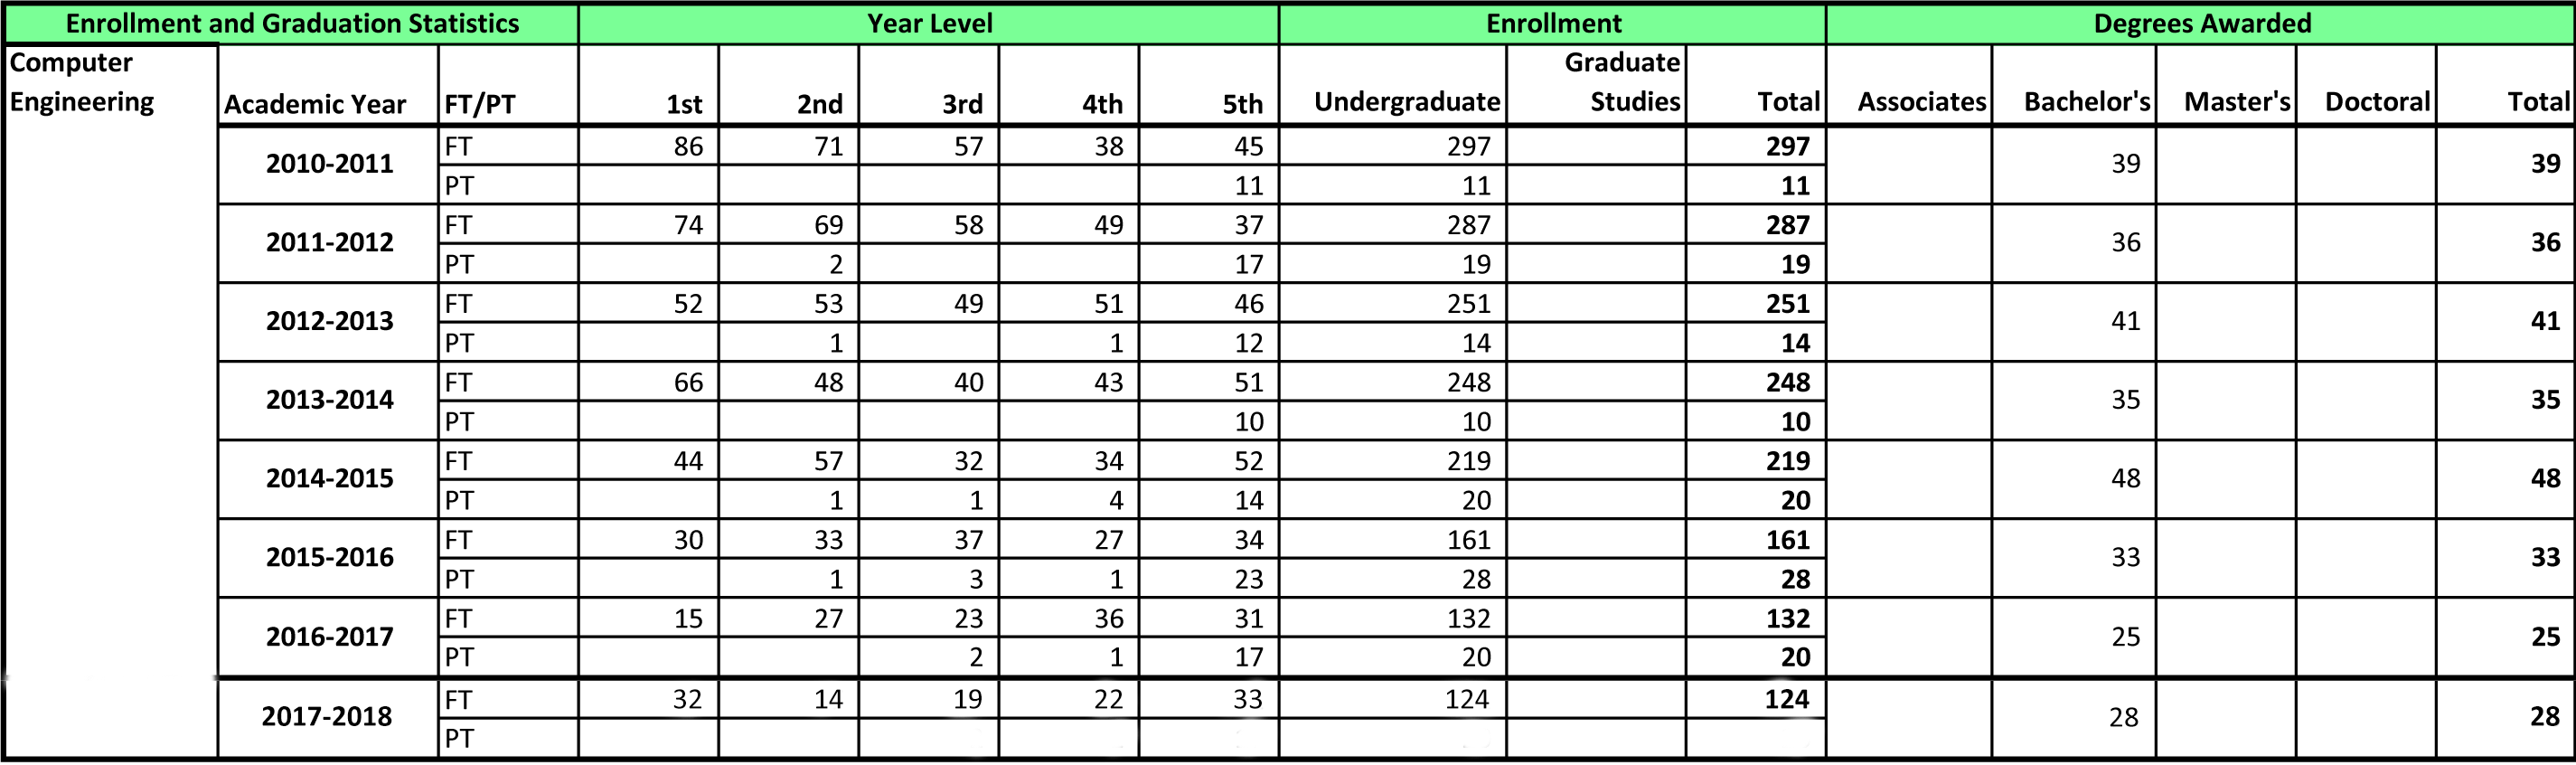 Enrollment and Graduation Statistics Year Level Enrollment Degrees Awarded
Computer Engineering Academic Year FT/PT 1st 2nd 3rd 4th 5th Undergraduate Graduate Studies Total Associates Bachelor's Master's Doctoral Total
2010-2011 FT 86 71 57 38 45 297 297 39 39
PT 11 11 11
2011-2012 FT 74 69 58 49 37 287 287 36 36
PT 2 17 19 19
2012-2013 FT 52 53 49 51 46 251 251 41 41
PT 1 1 12 14 14
2013-2014 FT 66 48 40 43 51 248 248 35 35
PT 10 10 10
2014-2015 FT 44 57 32 34 52 219 219 48 48
PT 1 1 4 14 20 20
2015-2016 FT 30 33 37 27 34 161 161 33 33
PT 1 3 1 23 28 28
2016-2017 FT 15 27 23 36 31 132 132 25 25
PT 2 1 17 20 20
2017-2018 FT 32 14 19 22 33 124 124 28 28
PT